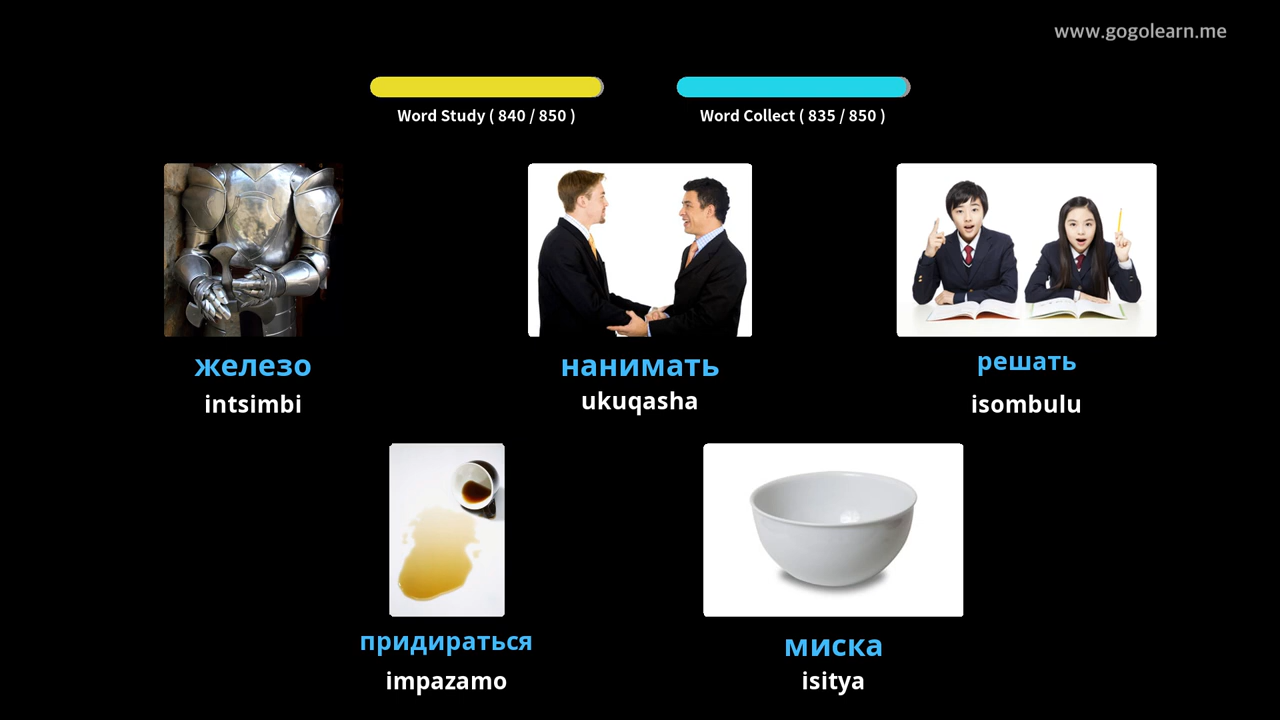 www.gogolearn.me
Word Study ( 840 / 850 )
Word Collect ( 835 / 850 )
железо
intsimbi
нанимать
ukuqasha
решать
isombulu
придираться
impazamo
миска
isitya